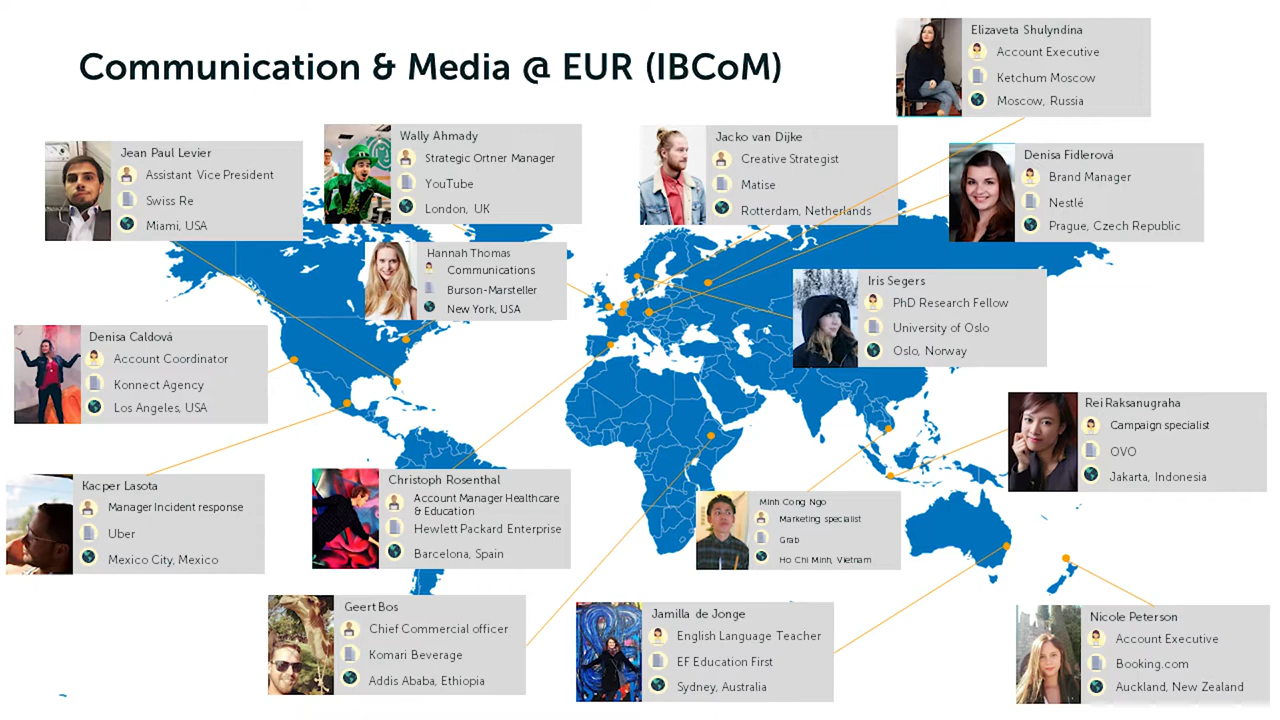 Communication & Media @ EUR (IBCoM)
Elizaveta Shulyndina
Account Executive
Ketchum Moscow
Moscow, Russia
Jean Paul Levier
Assistant Vice President
Swiss Re
Miami, USA
Wally Ahmady
Strategic Ortner Manager
YouTube
London, UK
Jacko van Dijke
Creative Strategist
Matise
Rotterdam, Netherlands
Denisa Fidlerová
Brand Manager
Nestlé
Prague, Czech Republic
Hannah Thomas
Communications
Burson-Marsteller
New York, USA
Iris Segers
PhD Research Fellow
University of Oslo
Oslo, Norway
Denisa Caldová
Account Coordinator
Konnect Agency
Los Angeles, USA
Rei Raksanugraha
Campaign specialist
OVO
Jakarta, Indonesia
Kacper Lasota
Manager Incident response
Uber
Mexico City, Mexico
Christoph Rosenthal
Account Manager Healthcare
& Education
Hewlett Packard Enterprise
Barcelona, Spain
Minh Cong Ngo
Marketing specialist
Grab
Ho Chi Minh, Vietnam
Geert Bos
Chief Commercial officer
Komari Beverage
Addis Ababa, Ethiopia
Jamilla de Jonge
English Language Teacher
EF Education First
Sydney, Australia
Nicole Peterson
Account Executive
Booking.com
Auckland, New Zealand